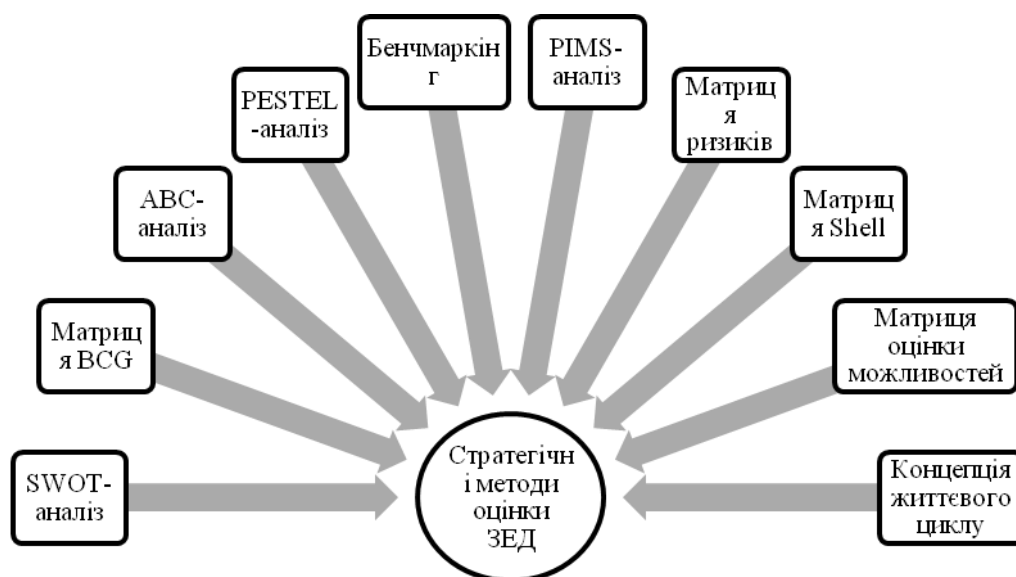 Бенчмаркін
г
PIMS-
аналіз
PESTEL
-аналіз
Матриц
я
ризиків
ABC-
аналіз
Матриц
я Shell
Матриц
я BCG
Матриця
оцінки
можливостей
SWOT-
аналіз
Стратегічн
і методи
оцінки
ЗЕД
Концепція
життєвого
циклу